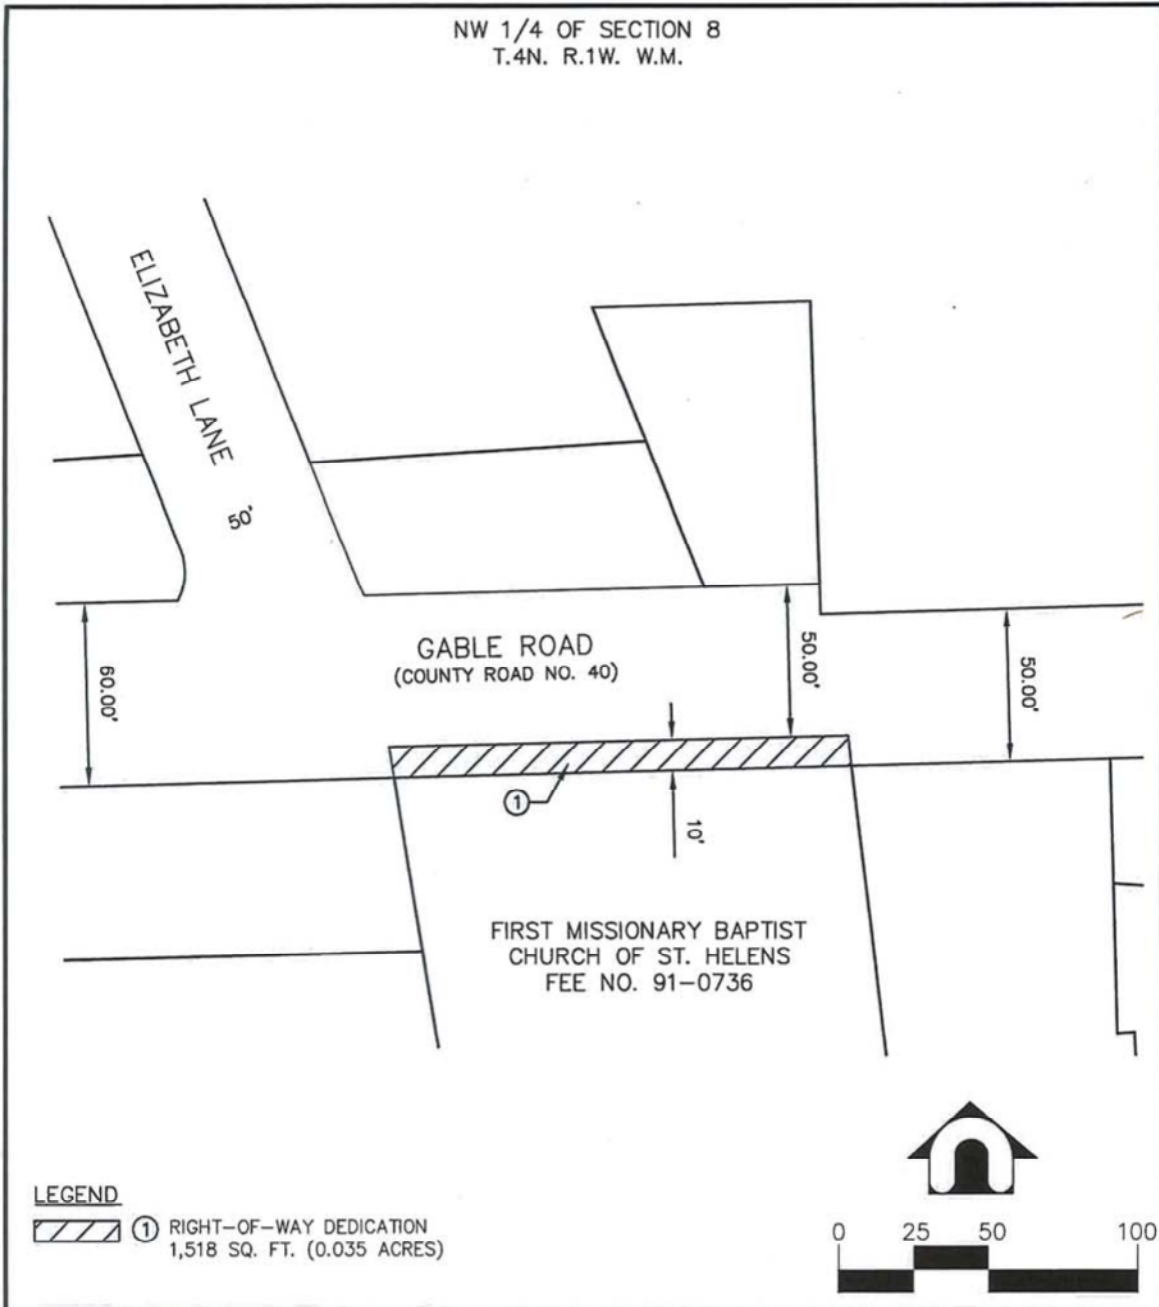 NW 1/4 OF SECTION 8
T.4N. R.1W. W.M.
ELIZABETH LANE 50'
GABLE ROAD
(COUNTY ROAD NO. 40)
60.00'
50.00'
50.00'
1
10'
FIRST MISSIONARY BAPTIST
CHURCH OF ST. HELENS
FEE NO. 91-0736
LEGEND
1 RIGHT-OF-WAY DEDICATION
1,518 SQ. FT. (0.035 ACRES)
0 25 50 100